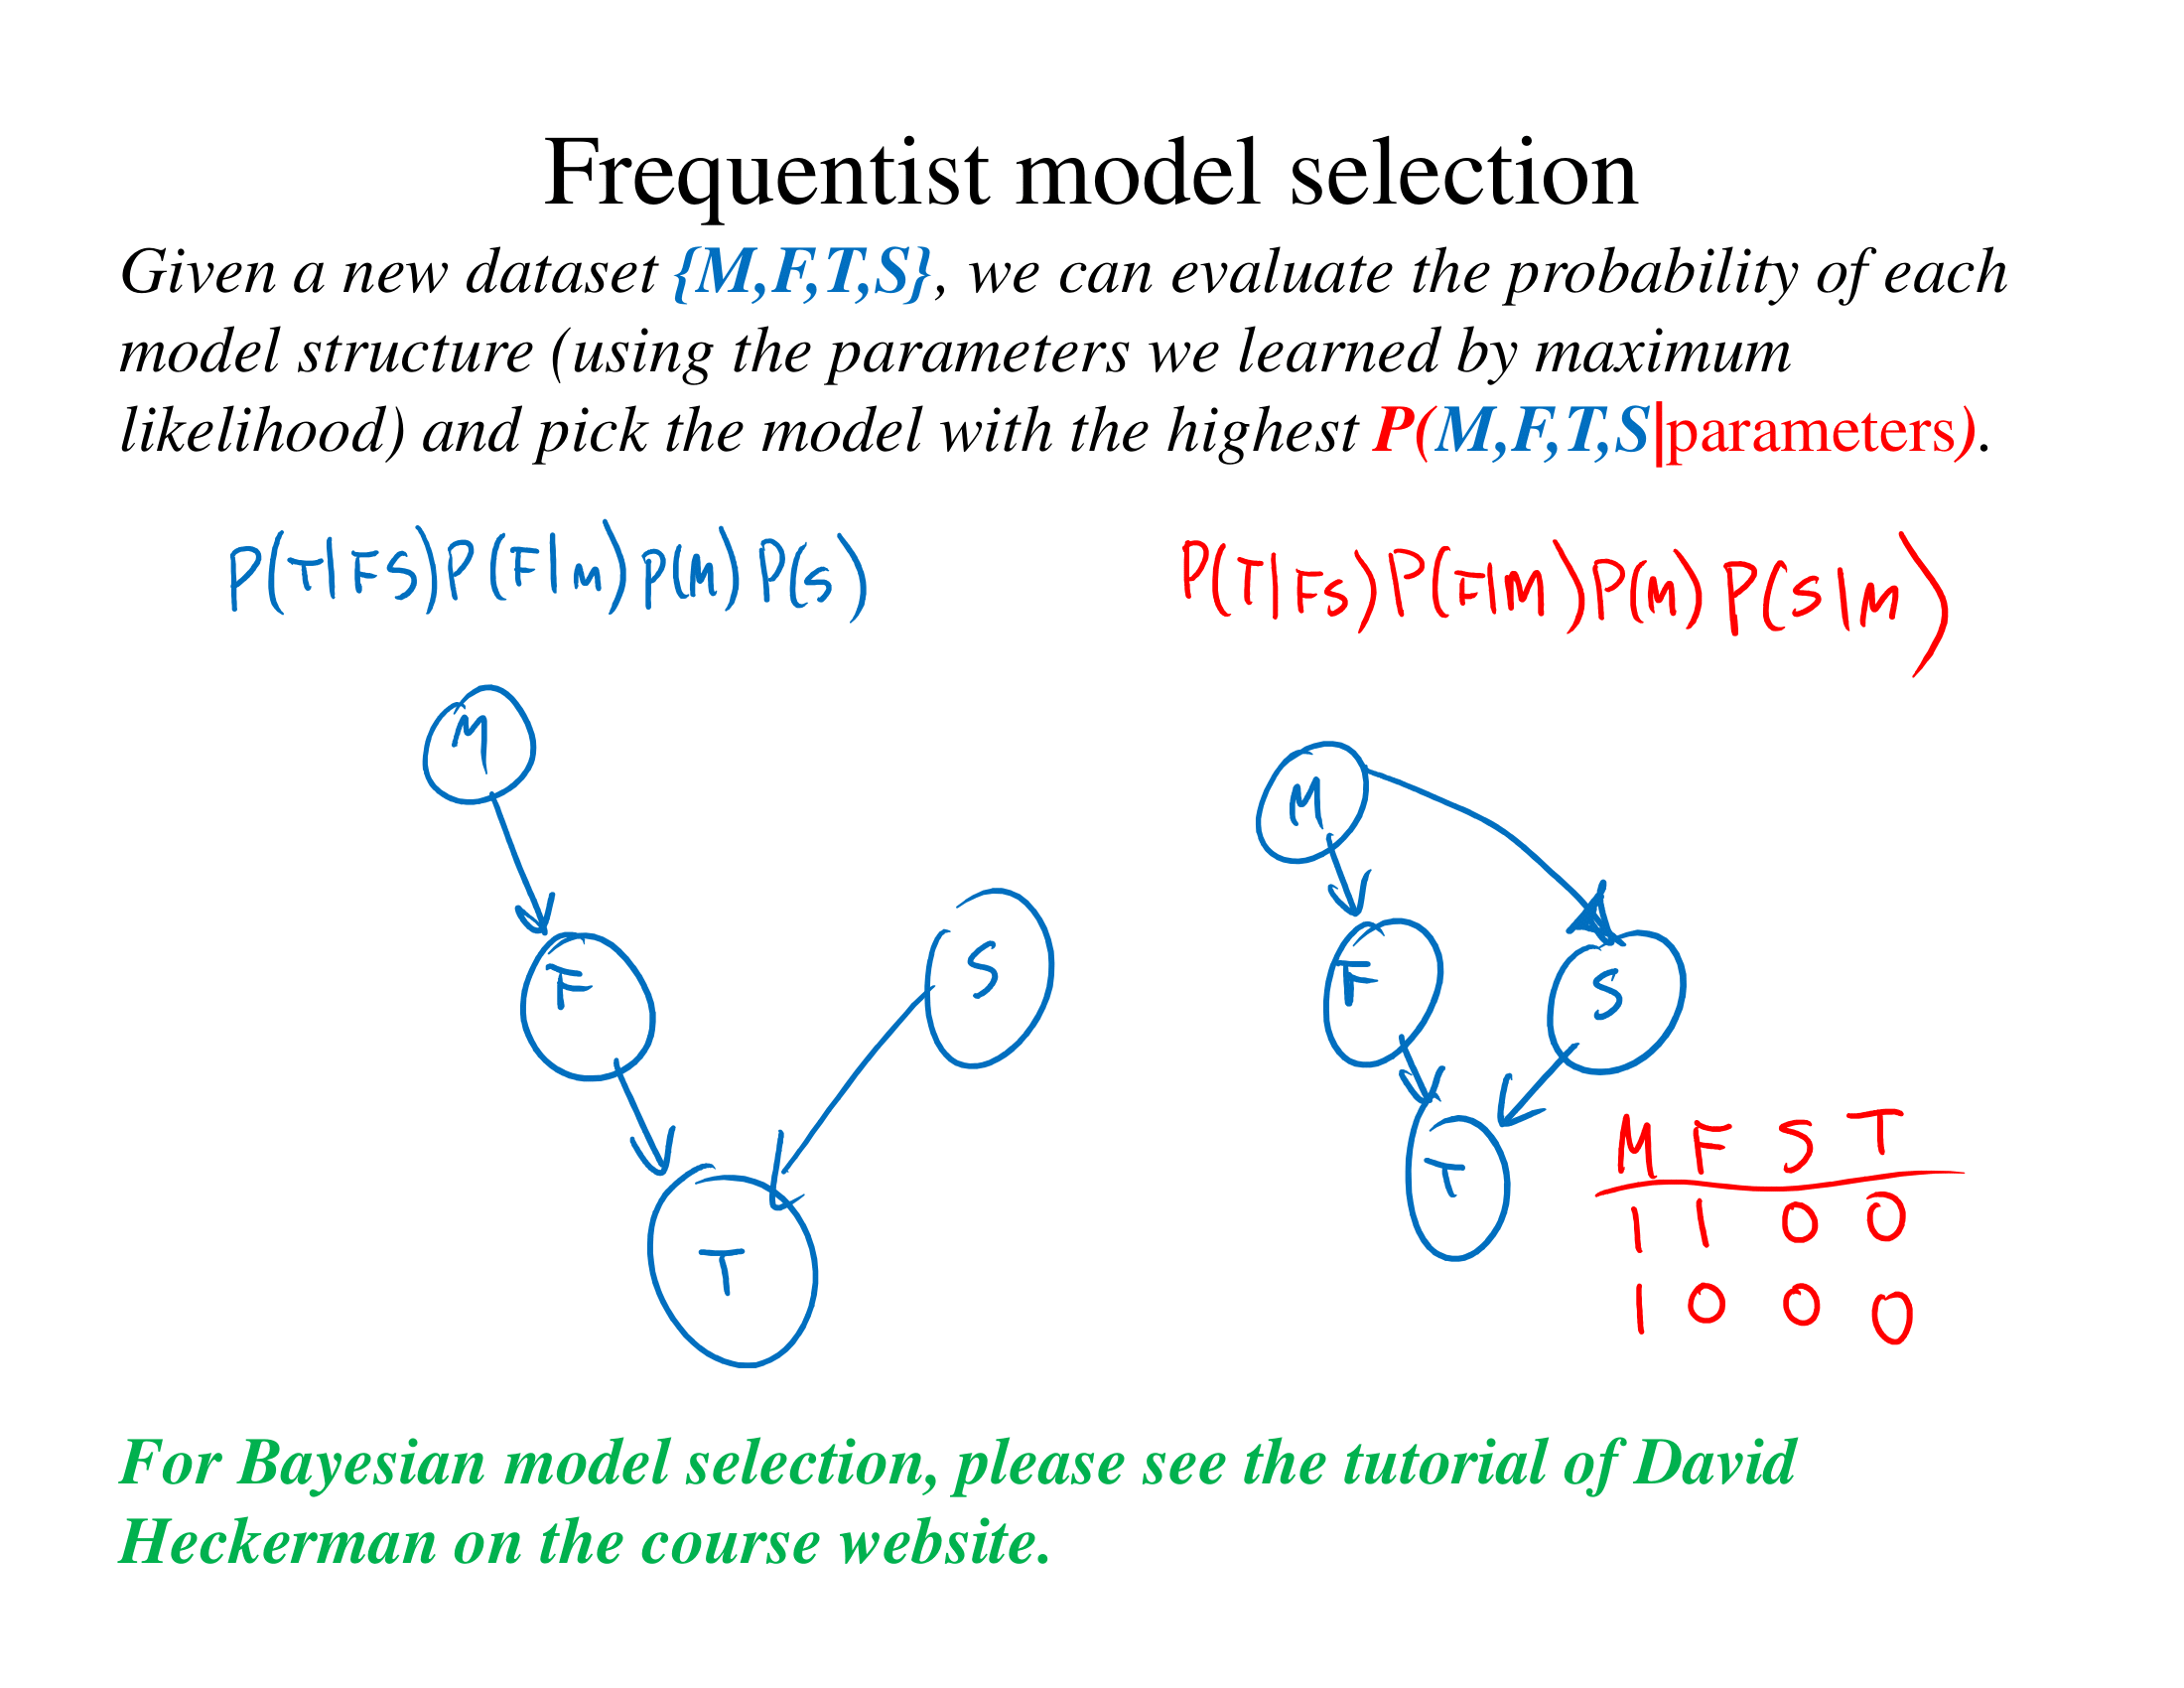 Frequentist model selection
Given a new dataset {M,F,T,S}, we can evaluate the probability of each
model structure (using the parameters we learned by maximum
likelihood) and pick the model with the highest P(M,F,T,S|parameters).
P(T|FS)P(F|M)P(M)P(S)
P(T|FS)P(F|M)P(M)P(S|M)
M
M
F
S
F
S
T
T
M F S T
1 1 0 0
1 0 0 0
For Bayesian model selection, please see the tutorial of David
Heckerman on the course website.